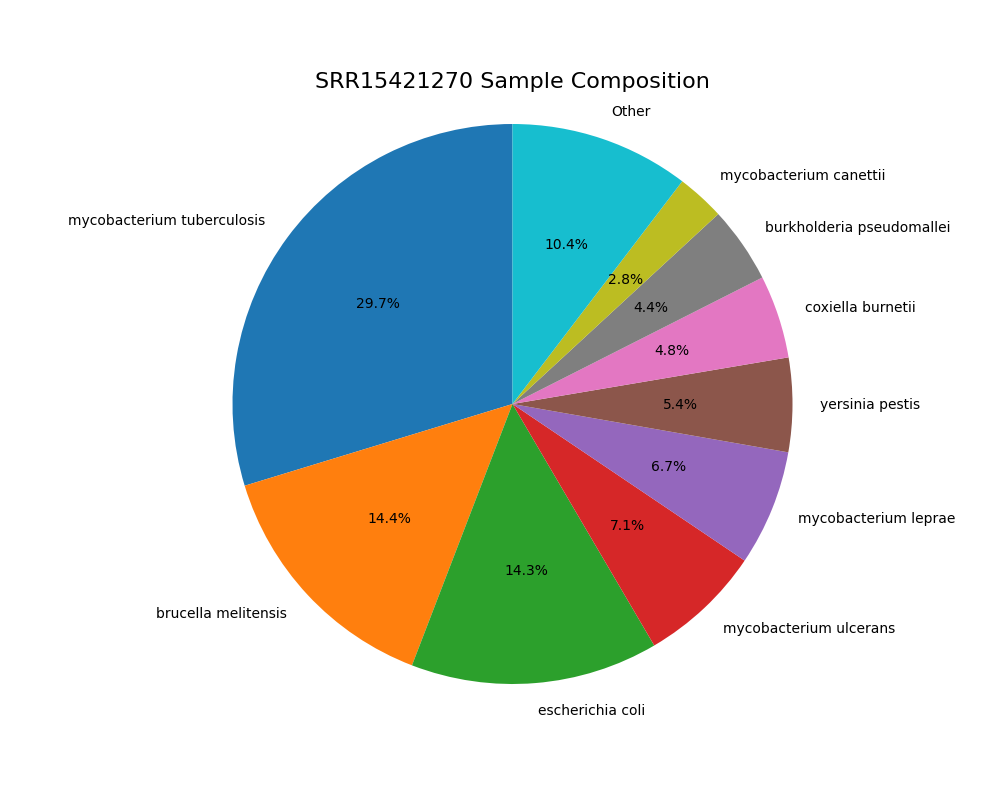 SRR15421270 Sample Composition
Other
mycobacterium canettii
burkholderia pseudomallei
mycobacterium tuberculosis
10.4%
2.8%
29.7%
4.4%
coxiella burnetii
4.8%
5.4%
yersinia pestis
6.7%
14.4%
7.1%
mycobacterium leprae
14.3%
brucella melitensis
mycobacterium ulcerans
escherichia coli